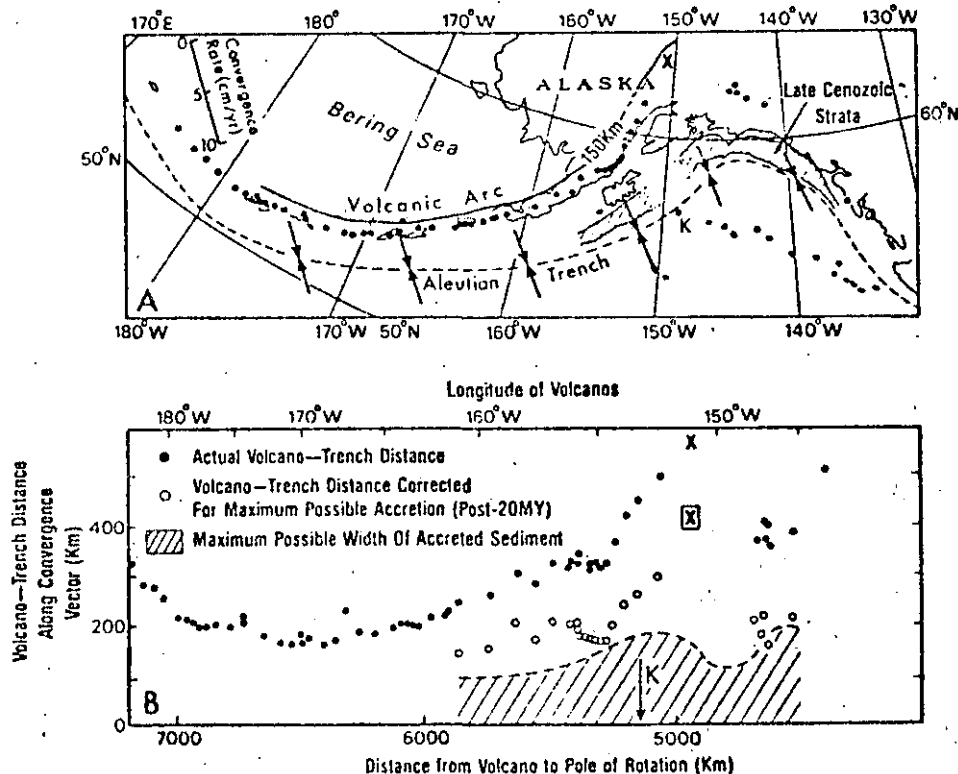 170°E 180° 170°W 160°W 150°W 140°W 130°W
0
Convergence
Rate (cm/Yr)
5
10
ALASKA
X
Late Cenozoic
Strata
Bering Sea
60°N
50°N
150Km
Volcanic Arc
K
Aleutian Trench
A
180°W 170°W 50°N 160°W 150°W 140°W
Longitude of Volcanos
180°W 170°W 160°W 150°W
Actual Volcano—Trench Distance
X
Volcano—Trench Distance Corrected
For Maximum Possible Accretion (Post-20MY)
X
Maximum Possible Width Of Accreted Sediment
Volcano—Trench Distance
Along Convergence
Vector (Km)
400
200
0
K
B
7000 6000 5000
Distance from Volcano to Pole of Rotation (Km)